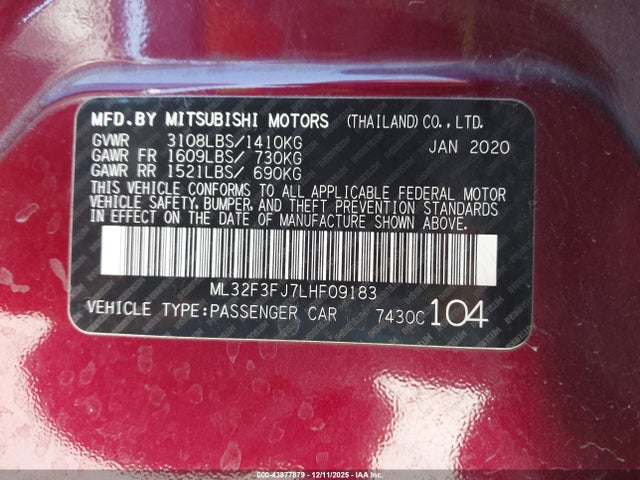 MFD.BY MITSUBISHI MOTORS (THAILAND)CO.,LTD.
GVWR 3108LBS/1410KG JAN 2020
GAWR FR 1609LBS/ 730KG
GAWR RR 1521LBS/ 690KG
THIS VEHICLE CONFORMS TO ALL APPLICABLE FEDERAL MOTOR
VEHICLE SAFETY, BUMPER, AND THEFT PREVENTION STANDARDS
IN EFFECT ON THE DATE OF MANUFACTURE SHOWN ABOVE.
ML32F3FJ7LHF09183
VEHICLE TYPE:PASSENGER CAR 7430C 104
000-43877879 - 12/11/2025 - IAAI.com